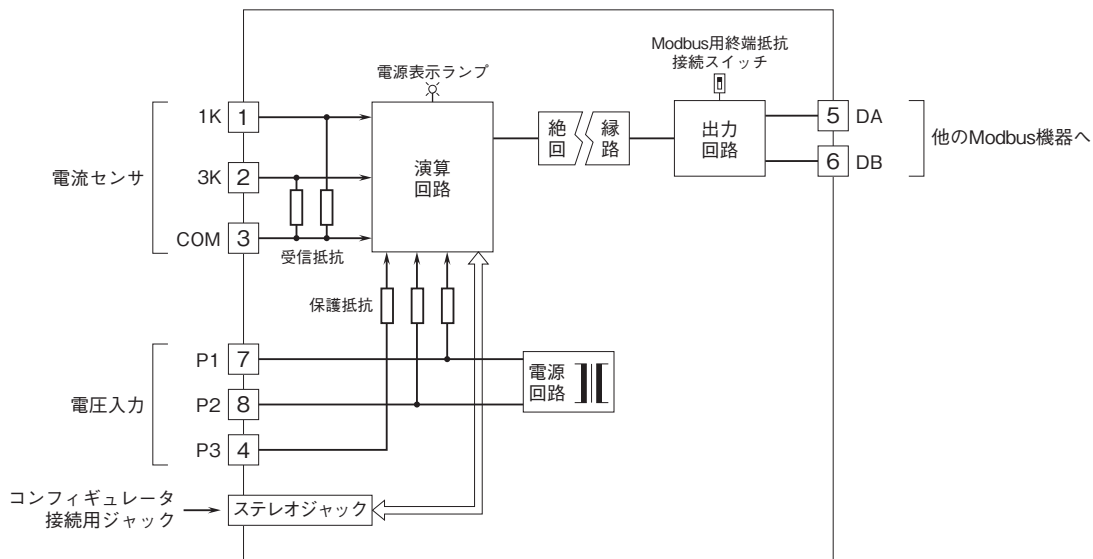 Modbus用終端抵抗
接続スイッチ
電源表示ランプ
1K 1
電流センサ
3K 2
COM 3
受信抵抗
演算
回路
絶 縁
回 路
出力
回路
5 DA
6 DB
他のModbus機器へ
保護抵抗
P1 7
電圧入力
P2 8
P3 4
電源
回路
コンフィギュレータ
接続用ジャック
ステレオジャック